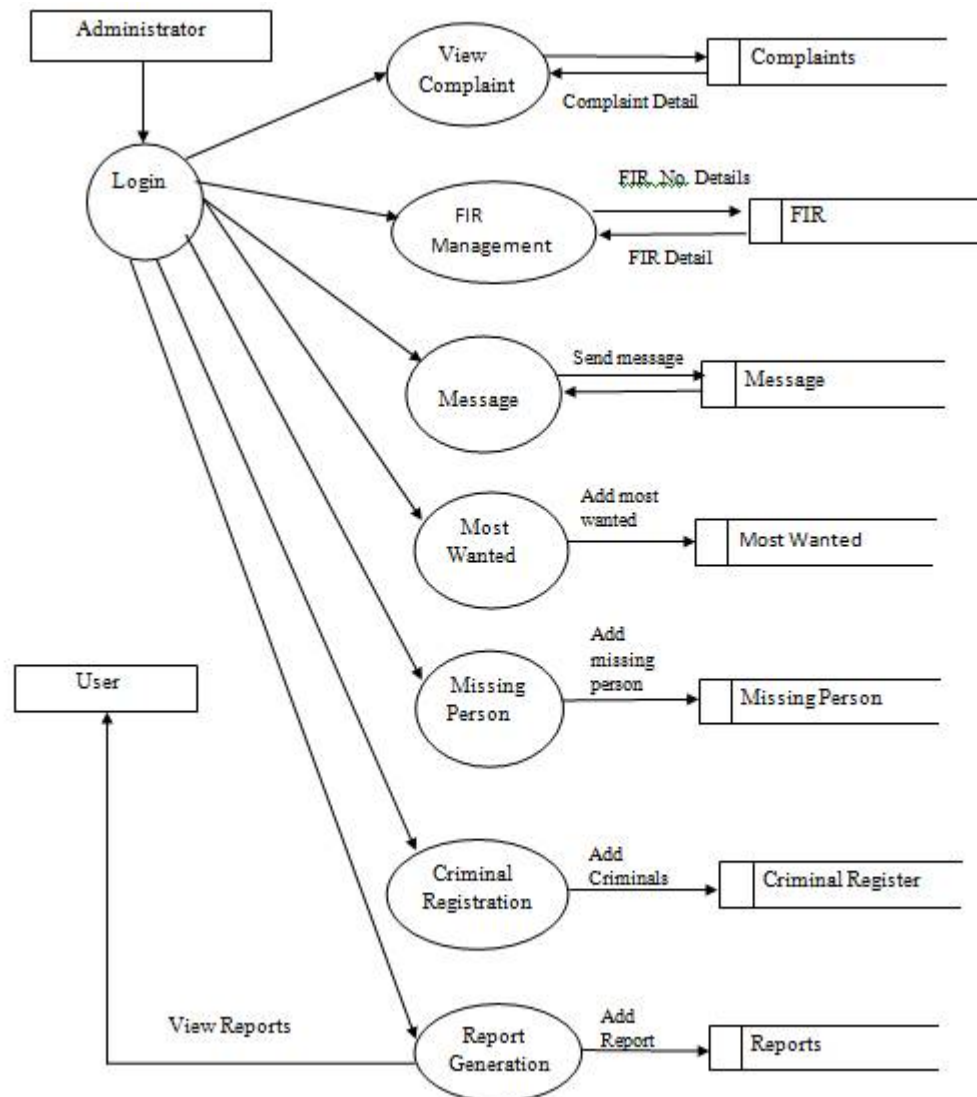 Administrator
View
Complaint
Complaints
Complaint Detail
Login
FIR
Management
FIR. No. Details
FIR
FIR Detail
Message
Send message
Message
Most
Wanted
Add most
wanted
Most Wanted
User
Missing
Person
Add
missing
person
Missing Person
Criminal
Registration
Add
Criminals
Criminal Register
View Reports
Report
Generation
Add
Report
Reports